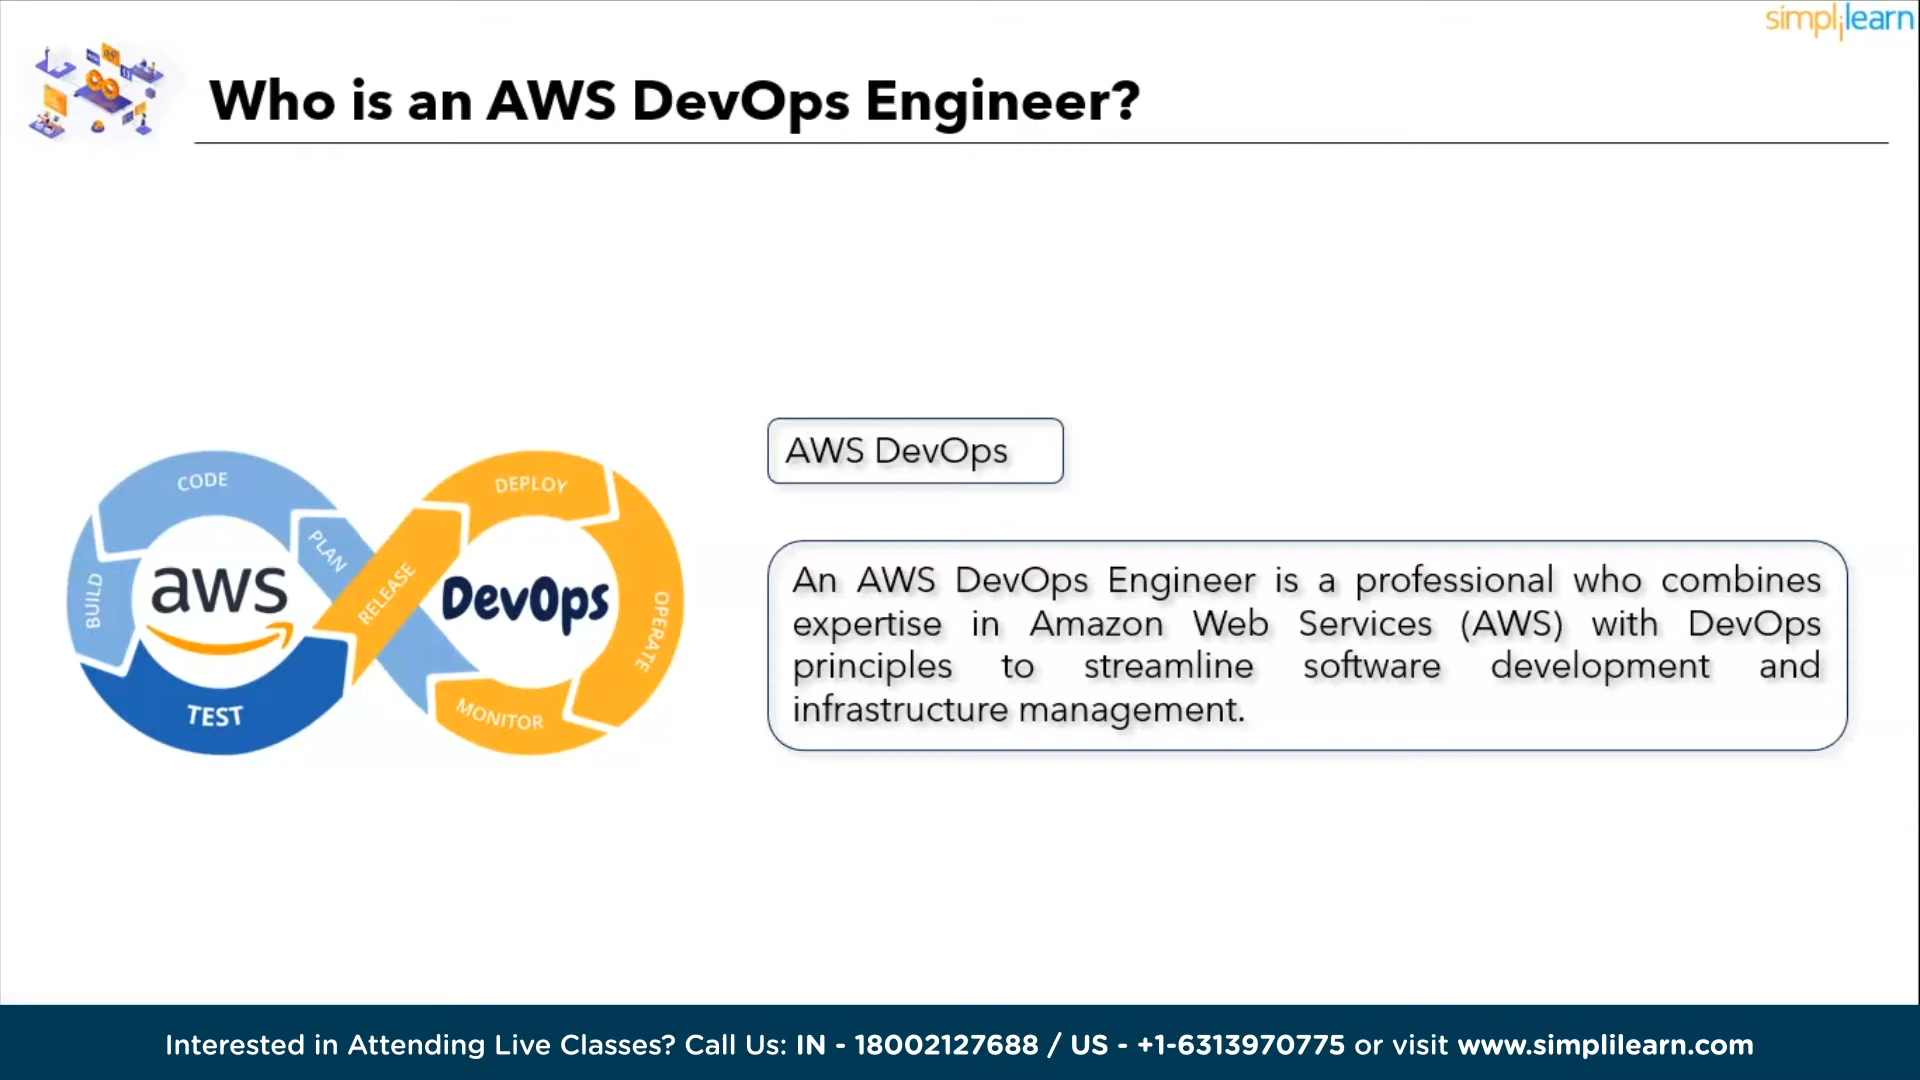 simplilearn
Who is an AWS DevOps Engineer?
AWS DevOps
CODE
PLAN
BUILD
aws
TEST
RELEASE
DEPLOY
DevOps
OPERATE
MONITOR
An AWS DevOps Engineer is a professional who combines
expertise in Amazon Web Services (AWS) with DevOps
principles to streamline software development and
infrastructure management.
Interested in Attending Live Classes? Call Us: IN - 18002127688 / US - +1-6313970775 or visit www.simplilearn.com